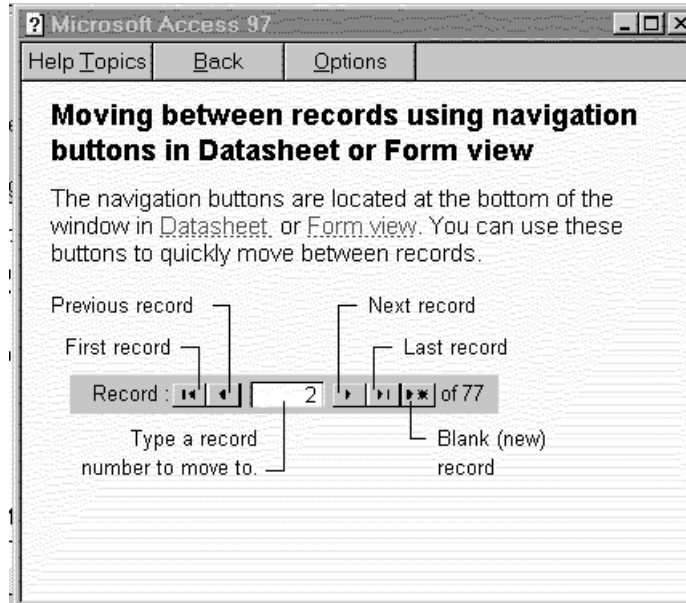 Microsoft Access 97
Help Topics Back Options
Moving between records using navigation
buttons in Datasheet or Form view
The navigation buttons are located at the bottom of the
window in Datasheet or Form view. You can use these
buttons to quickly move between records.
Previous record Next record
First record Last record
Record : 2 of 77
Type a record Blank (new)
number to move to. record